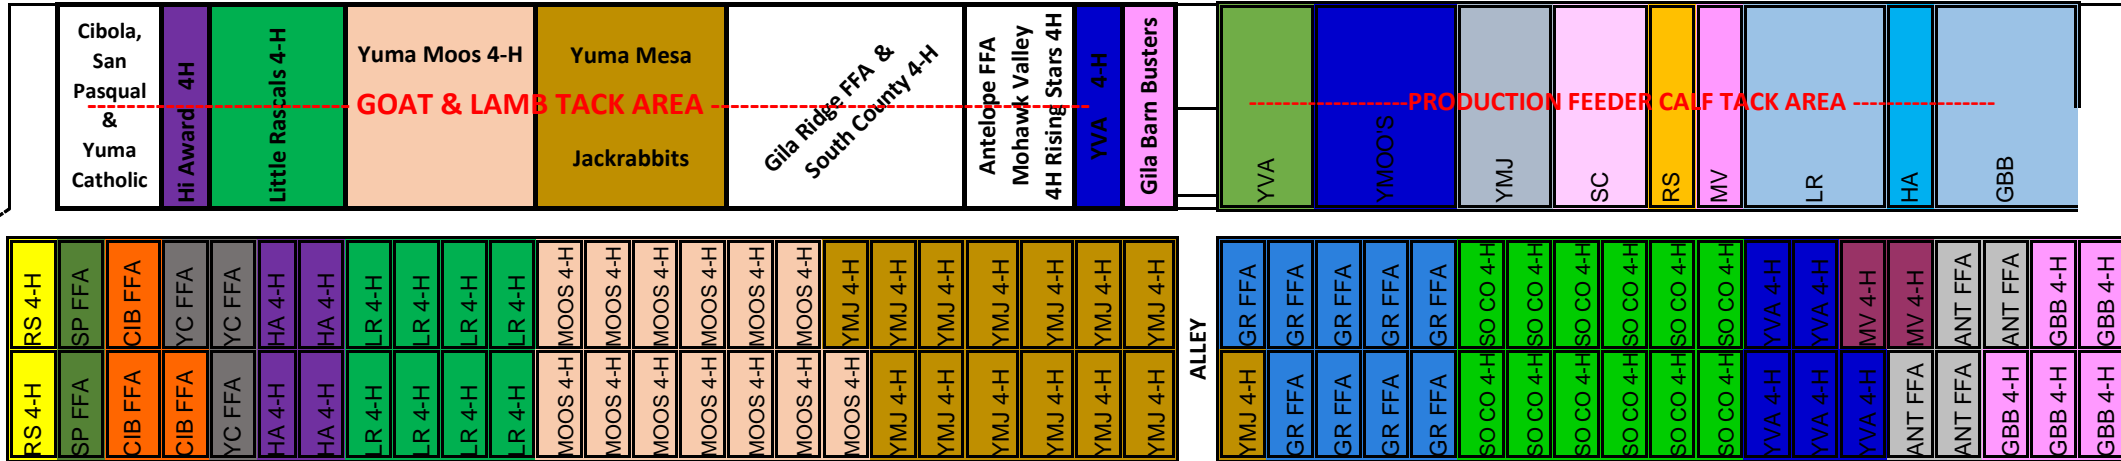 Cibola,
San
Pasqual
&
Yuma
Catholic
Hi Award 4H
Little Rascals 4-H
Yuma Moos 4-H
Yuma Mesa
Jackrabbits
GOAT & LAMB TACK AREA
Gila Ridge FFA &
South County 4-H
Antelope FFA
Mohawk Valley
4H Rising Stars 4H
YVA 4-H
Gila Barn Busters
PRODUCTION FEEDER CALF TACK AREA
YVA
YMOO'S
YMJ
SC
RS
MV
LR
HA
GBB
RS 4-H
SP FFA
CIB FFA
YC FFA
YC FFA
HA 4-H
HA 4-H
LR 4-H
LR 4-H
LR 4-H
LR 4-H
MOOS 4-H
MOOS 4-H
MOOS 4-H
MOOS 4-H
MOOS 4-H
MOOS 4-H
YMJ 4-H
YMJ 4-H
YMJ 4-H
YMJ 4-H
YMJ 4-H
YMJ 4-H
YMJ 4-H
ALLEY
GR FFA
GR FFA
GR FFA
GR FFA
GR FFA
SO CO 4-H
SO CO 4-H
SO CO 4-H
SO CO 4-H
SO CO 4-H
SO CO 4-H
YVA 4-H
YVA 4-H
MV 4-H
MV 4-H
ANT FFA
ANT FFA
GBB 4-H
GBB 4-H
RS 4-H
SP FFA
CIB FFA
CIB FFA
YC FFA
HA 4-H
HA 4-H
LR 4-H
LR 4-H
LR 4-H
LR 4-H
MOOS 4-H
MOOS 4-H
MOOS 4-H
MOOS 4-H
MOOS 4-H
MOOS 4-H
MOOS 4-H
YMJ 4-H
YMJ 4-H
YMJ 4-H
YMJ 4-H
YMJ 4-H
YMJ 4-H
YMJ 4-H
GR FFA
GR FFA
GR FFA
GR FFA
SO CO 4-H
SO CO 4-H
SO CO 4-H
SO CO 4-H
SO CO 4-H
SO CO 4-H
YVA 4-H
YVA 4-H
YVA 4-H
ANT FFA
ANT FFA
GBB 4-H
GBB 4-H
GBB 4-H